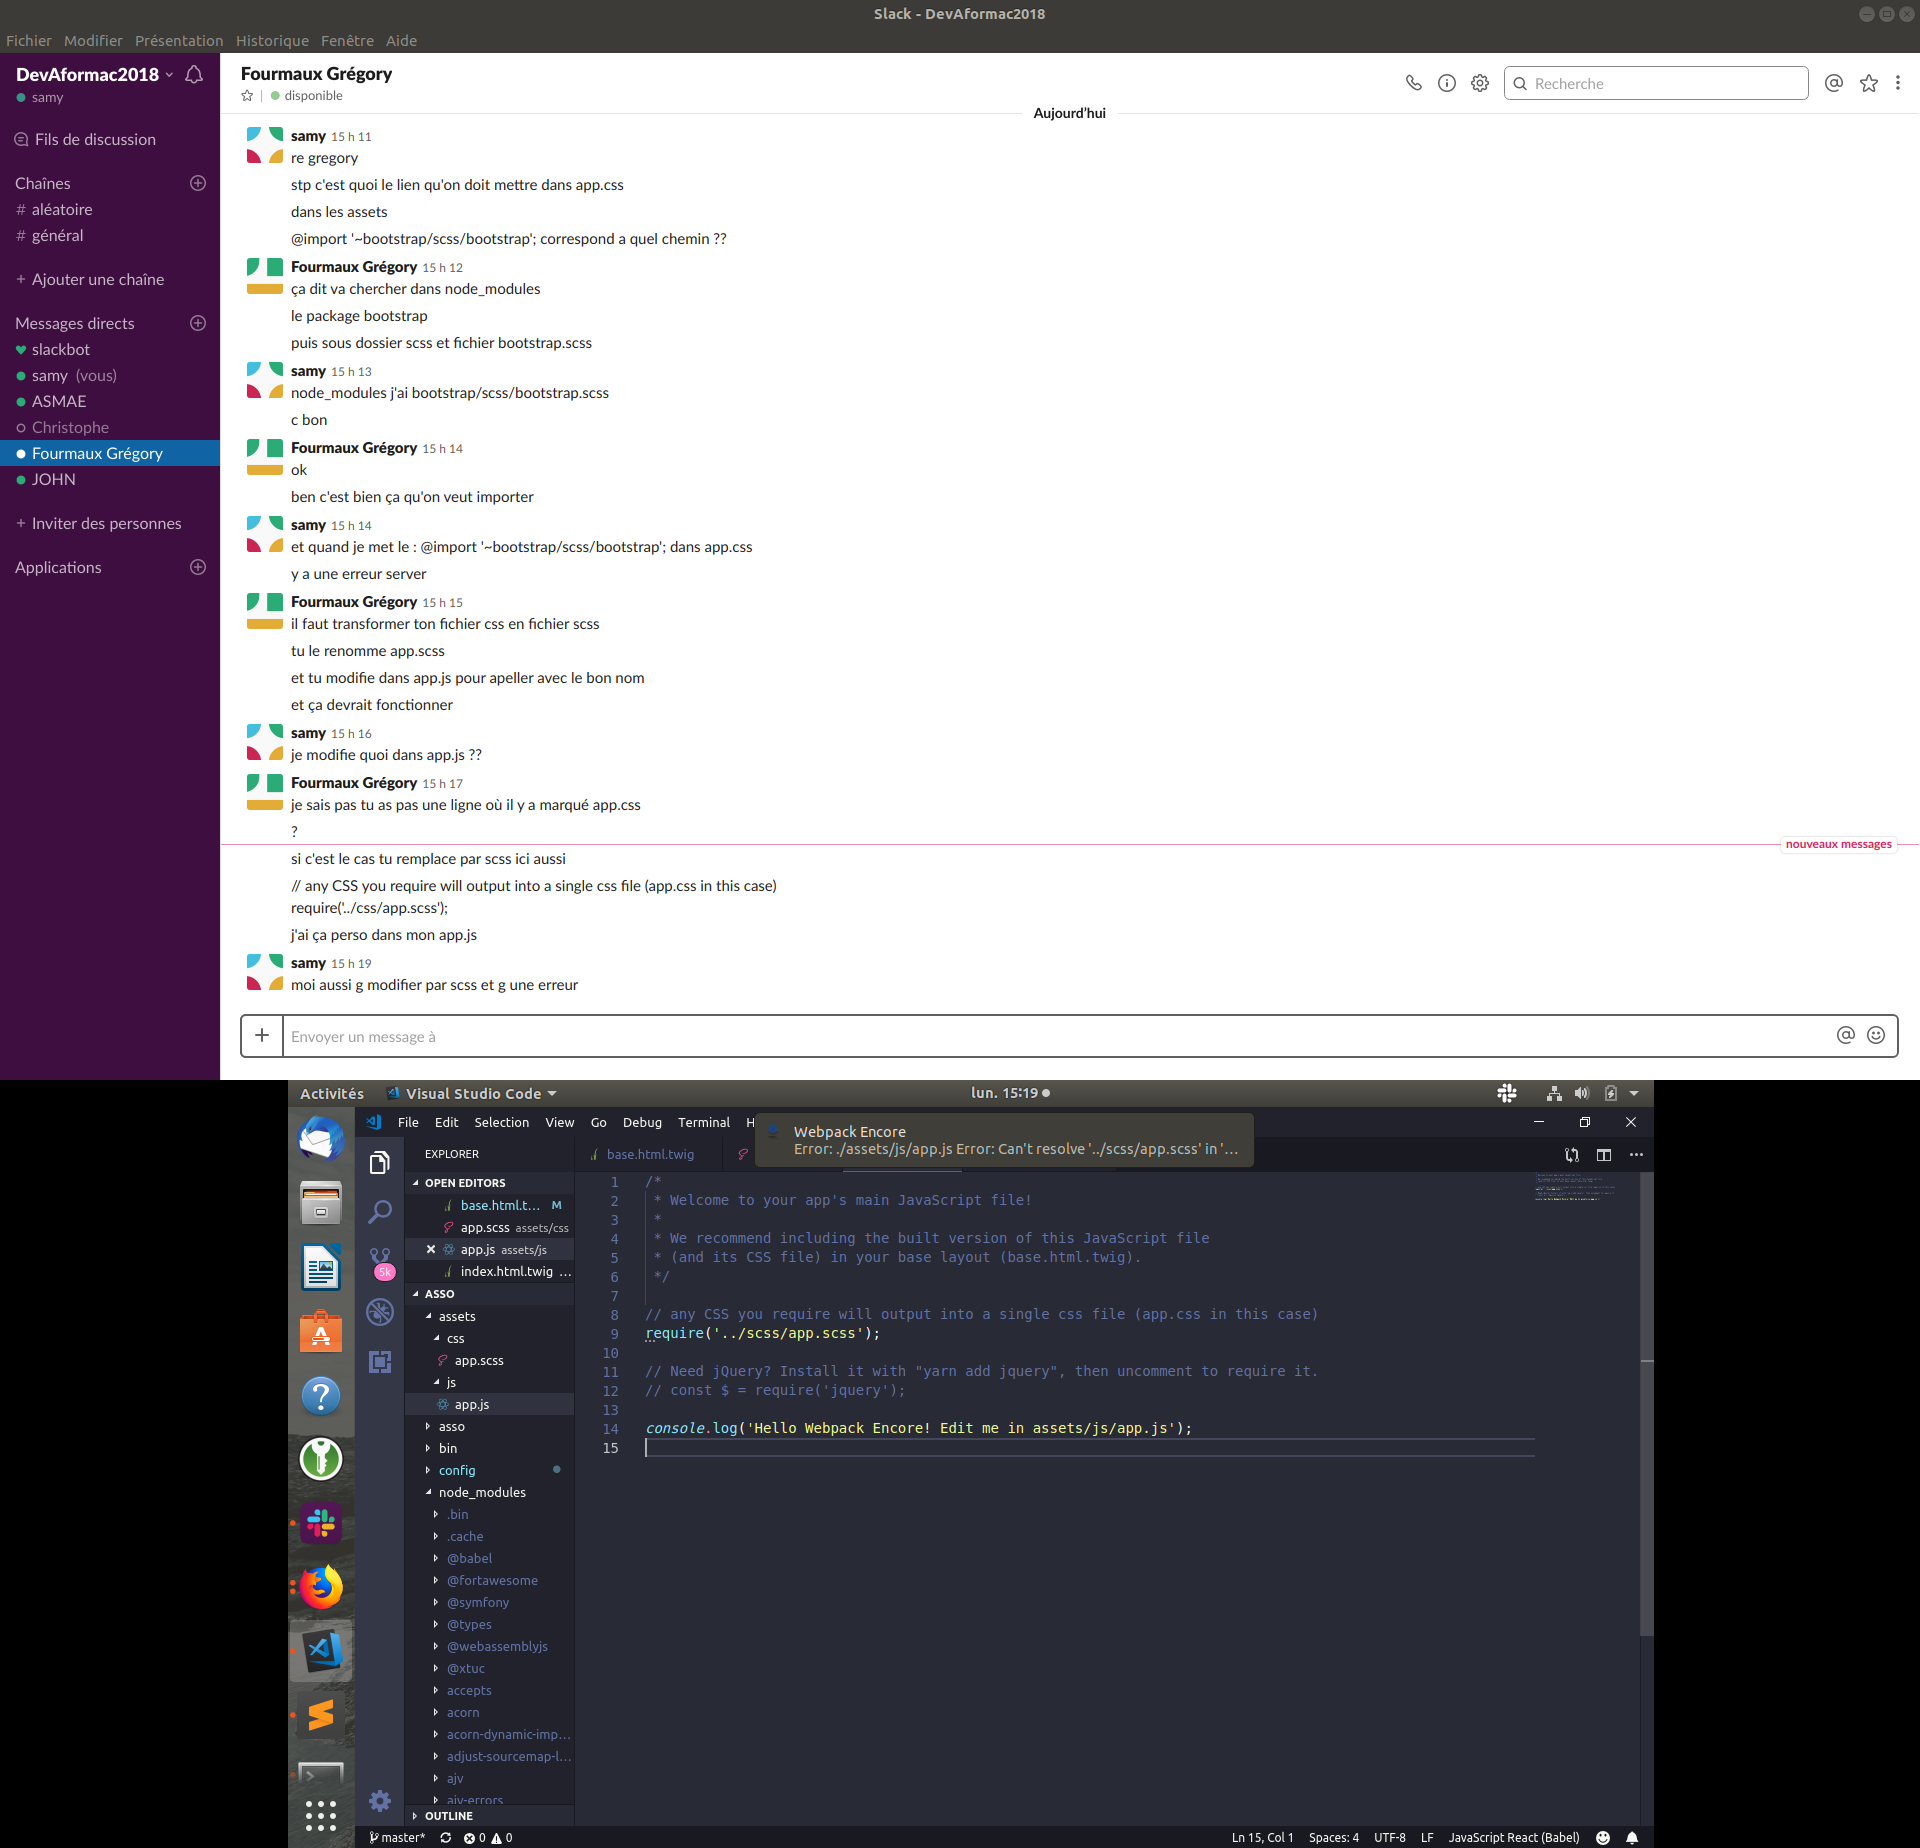 Slack - DevAformac2018
Fichier Modifier Présentation Historique Fenêtre Aide
DevAformac2018
samy
Fils de discussion
Chaînes
# aléatoire
# général
+ Ajouter une chaîne
Messages directs
slackbot
samy (vous)
ASMAE
Christophe
Fourmaux Grégory
JOHN
+ Inviter des personnes
Applications
Fourmaux Grégory
disponible
Recherche
Aujourd'hui
samy 15 h 11
re gregory
stp c'est quoi le lien qu'on doit mettre dans app.css
dans les assets
@import '~bootstrap/scss/bootstrap'; correspond a quel chemin ??
Fourmaux Grégory 15 h 12
ça dit va chercher dans node_modules
le package bootstrap
puis sous dossier scss et fichier bootstrap.scss
samy 15 h 13
node_modules j'ai bootstrap/scss/bootstrap.scss
c bon
Fourmaux Grégory 15 h 14
ok
ben c'est bien ça qu'on veut importer
samy 15 h 14
et quand je met le : @import '~bootstrap/scss/bootstrap'; dans app.css
y a une erreur server
Fourmaux Grégory 15 h 15
il faut transformer ton fichier css en fichier scss
tu le renomme app.scss
et tu modifie dans app.js pour apeller avec le bon nom
et ça devrait fonctionner
samy 15 h 16
je modifie quoi dans app.js ??
Fourmaux Grégory 15 h 17
je sais pas tu as pas une ligne où il y a marqué app.css
?
nouveaux messages
si c'est le cas tu remplace par scss ici aussi
// any CSS you require will output into a single css file (app.css in this case)
require('../css/app.scss');
j'ai ça perso dans mon app.js
samy 15 h 19
moi aussi g modifier par scss et g une erreur
+ Envoyer un message à
Activités Visual Studio Code lun. 15:19
File Edit Selection View Go Debug Terminal H
Webpack Encore
Error: ./assets/js/app.js Error: Can't resolve '../scss/app.scss' in '...
EXPLORER
base.html.twig
OPEN EDITORS
base.html.t... M
app.scss assets/css
app.js assets/js
index.html.twig ...
5k
ASSO
assets
css
app.scss
js
app.js
asso
bin
config
node_modules
.bin
.cache
@babel
@fortawesome
@symfony
@types
@webassemblyjs
@xtuc
accepts
acorn
acorn-dynamic-imp...
adjust-sourcemap-l...
ajv
ajv-errors
OUTLINE
1 /*
2 * Welcome to your app's main JavaScript file!
3 *
4 * We recommend including the built version of this JavaScript file
5 * (and its CSS file) in your base layout (base.html.twig).
6 */
7
8 // any CSS you require will output into a single css file (app.css in this case)
9 require('../scss/app.scss');
10
11 // Need jQuery? Install it with "yarn add jquery", then uncomment to require it.
12 // const $ = require('jquery');
13
14 console.log('Hello Webpack Encore! Edit me in assets/js/app.js');
15
master* 0 0 Ln 15, Col 1 Spaces: 4 UTF-8 LF JavaScript React (Babel)